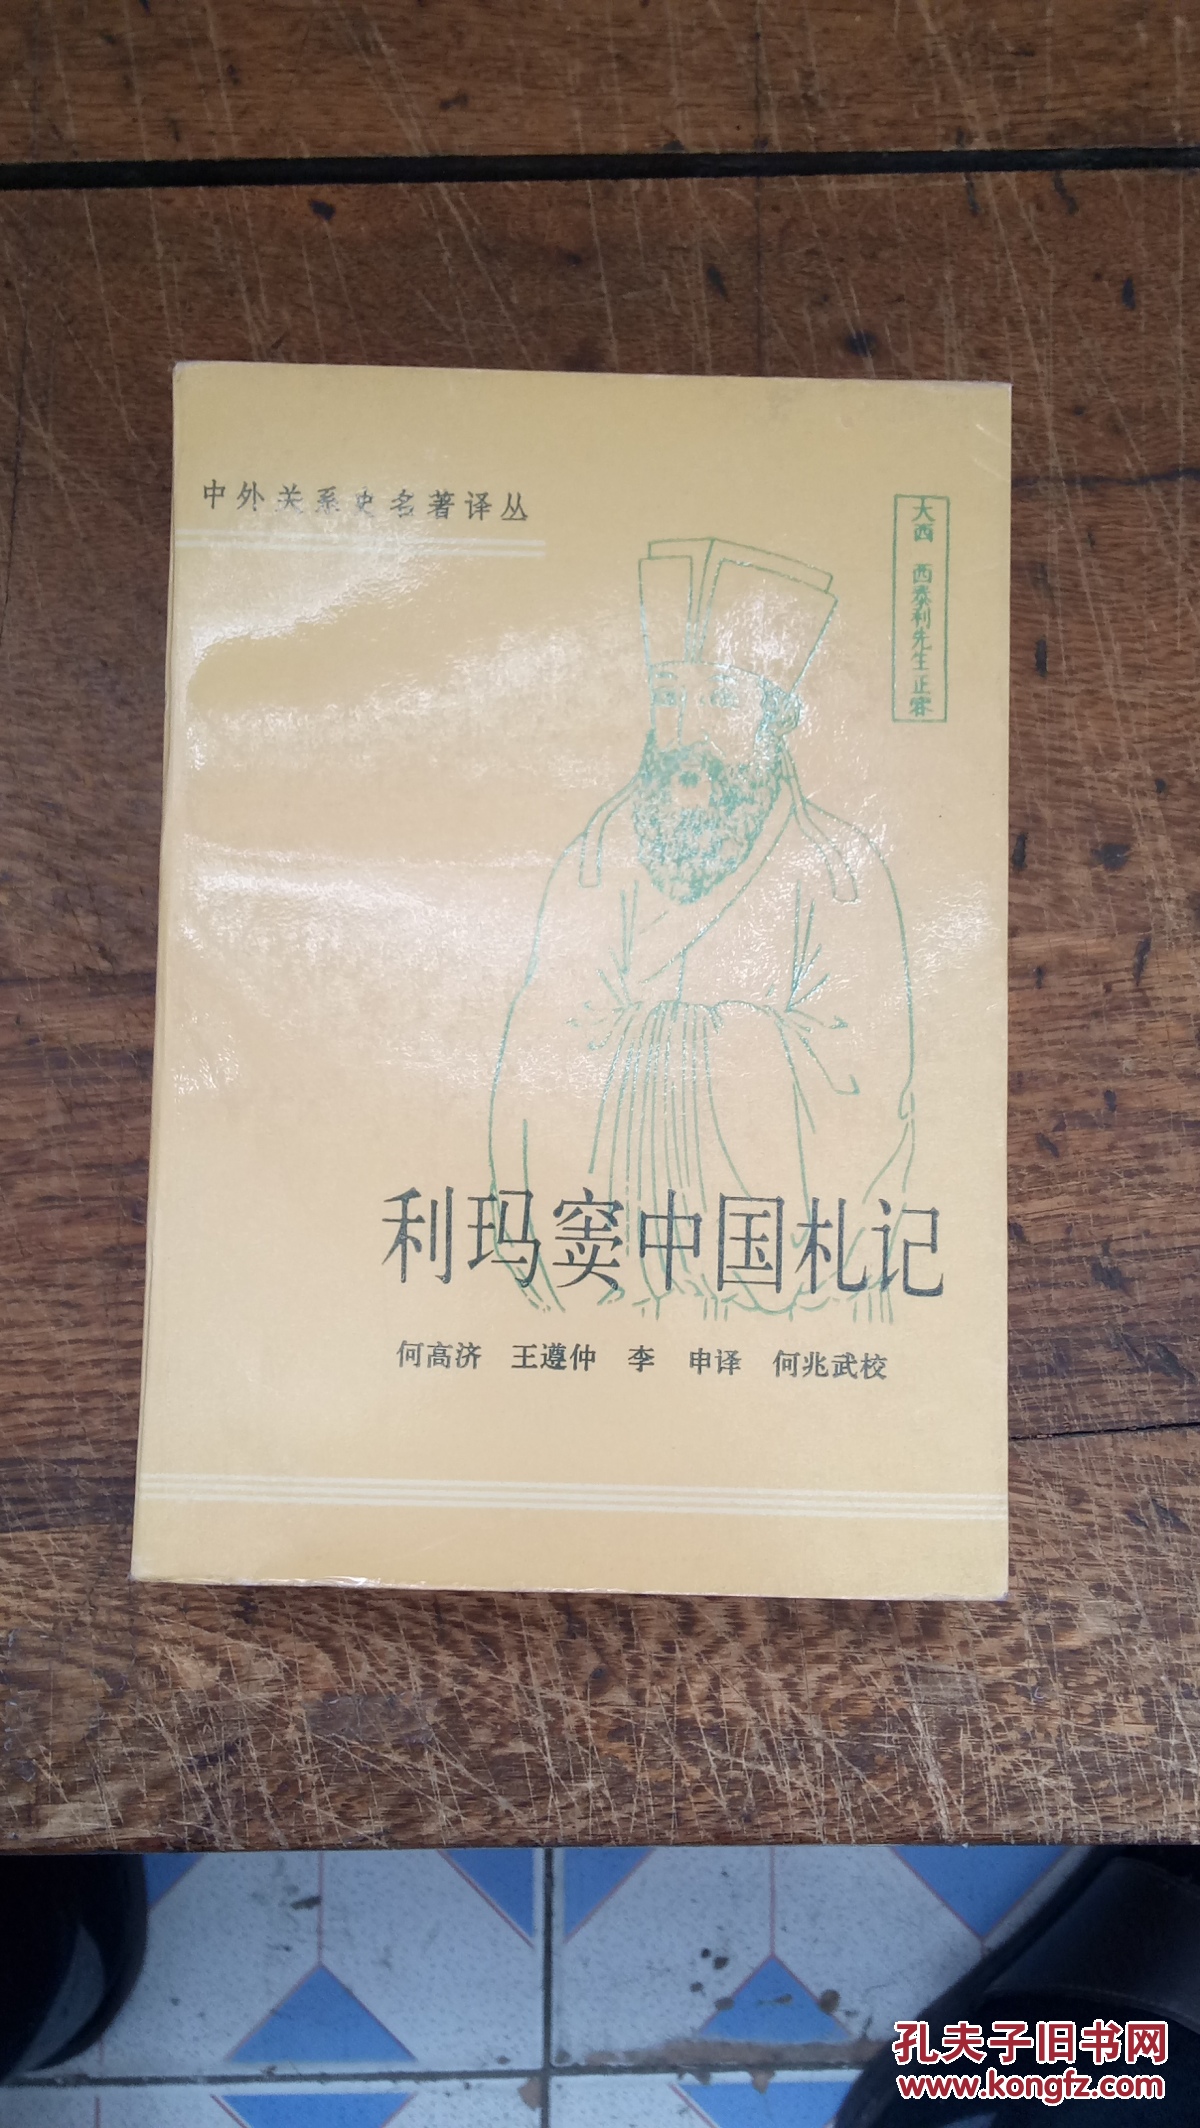 中外关系史名著译丛
大西 西泰利先生正容
利玛窦中国札记
何高济 王遵仲 李 申译 何兆武校
孔夫子旧书网
www.kongfz.com